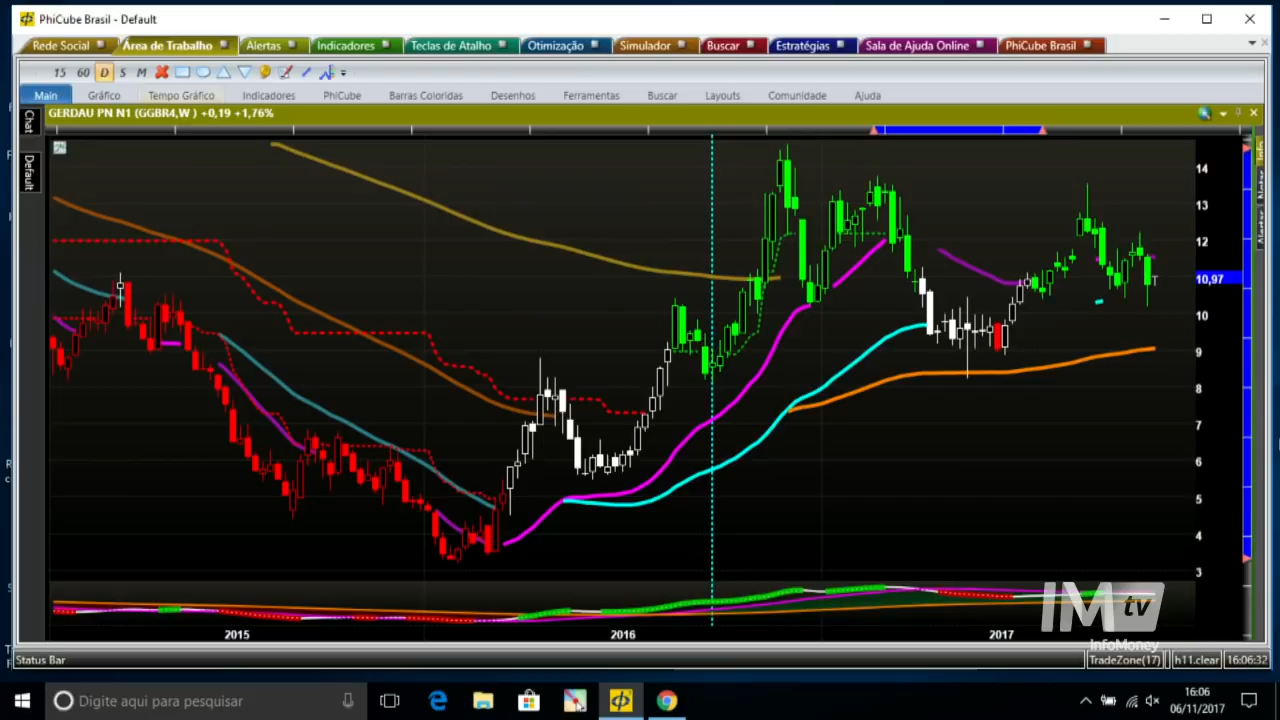 PhiCube Brasil - Default
Rede Social Área de Trabalho Alertas Indicadores Teclas de Atalho Otimização Simulador Buscar Estratégias Sala de Ajuda Online PhiCube Brasil
15 60 D S M
Main Gráfico Tempo Gráfico Indicadores PhiCube Barras Coloridas Desenhos Ferramentas Buscar Layouts Comunidade Ajuda
GERDAU PN N1 (GGBR4,W ) +0,19 +1,76%
Chat
Default
14
13
12
10,97
10
9
8
7
6
5
4
3
2015 2016 2017
IM tv
InfoMoney
Status Bar TradeZone(17) h11.clear 16:06:32
Digite aqui para pesquisar
16:06
06/11/2017